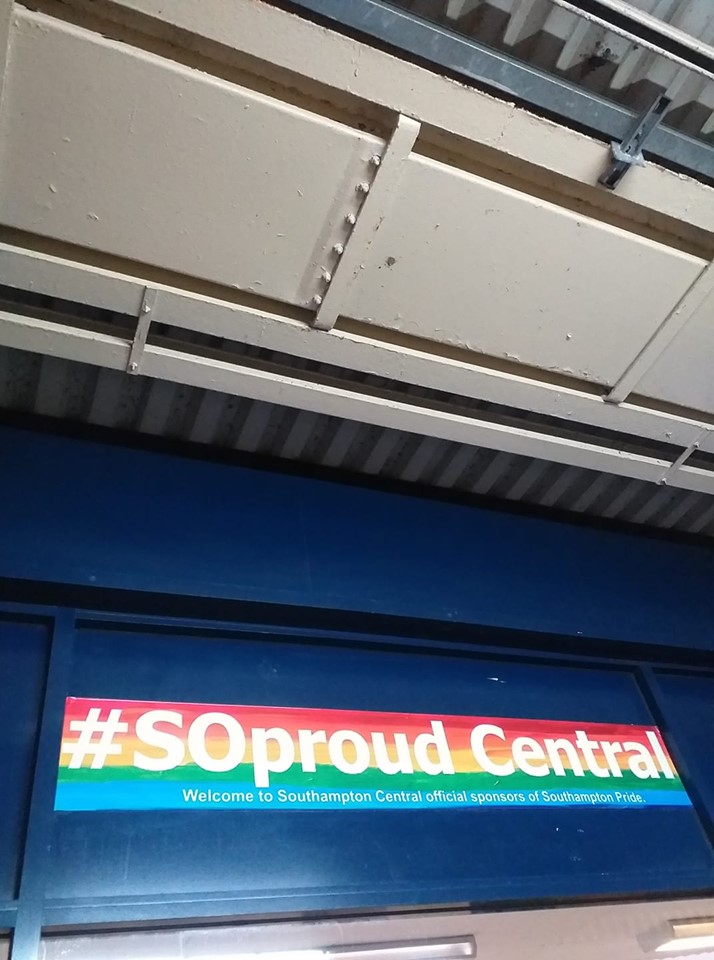 #SOproud Central
Welcome to Southampton Central official sponsors of Southampton Pride.